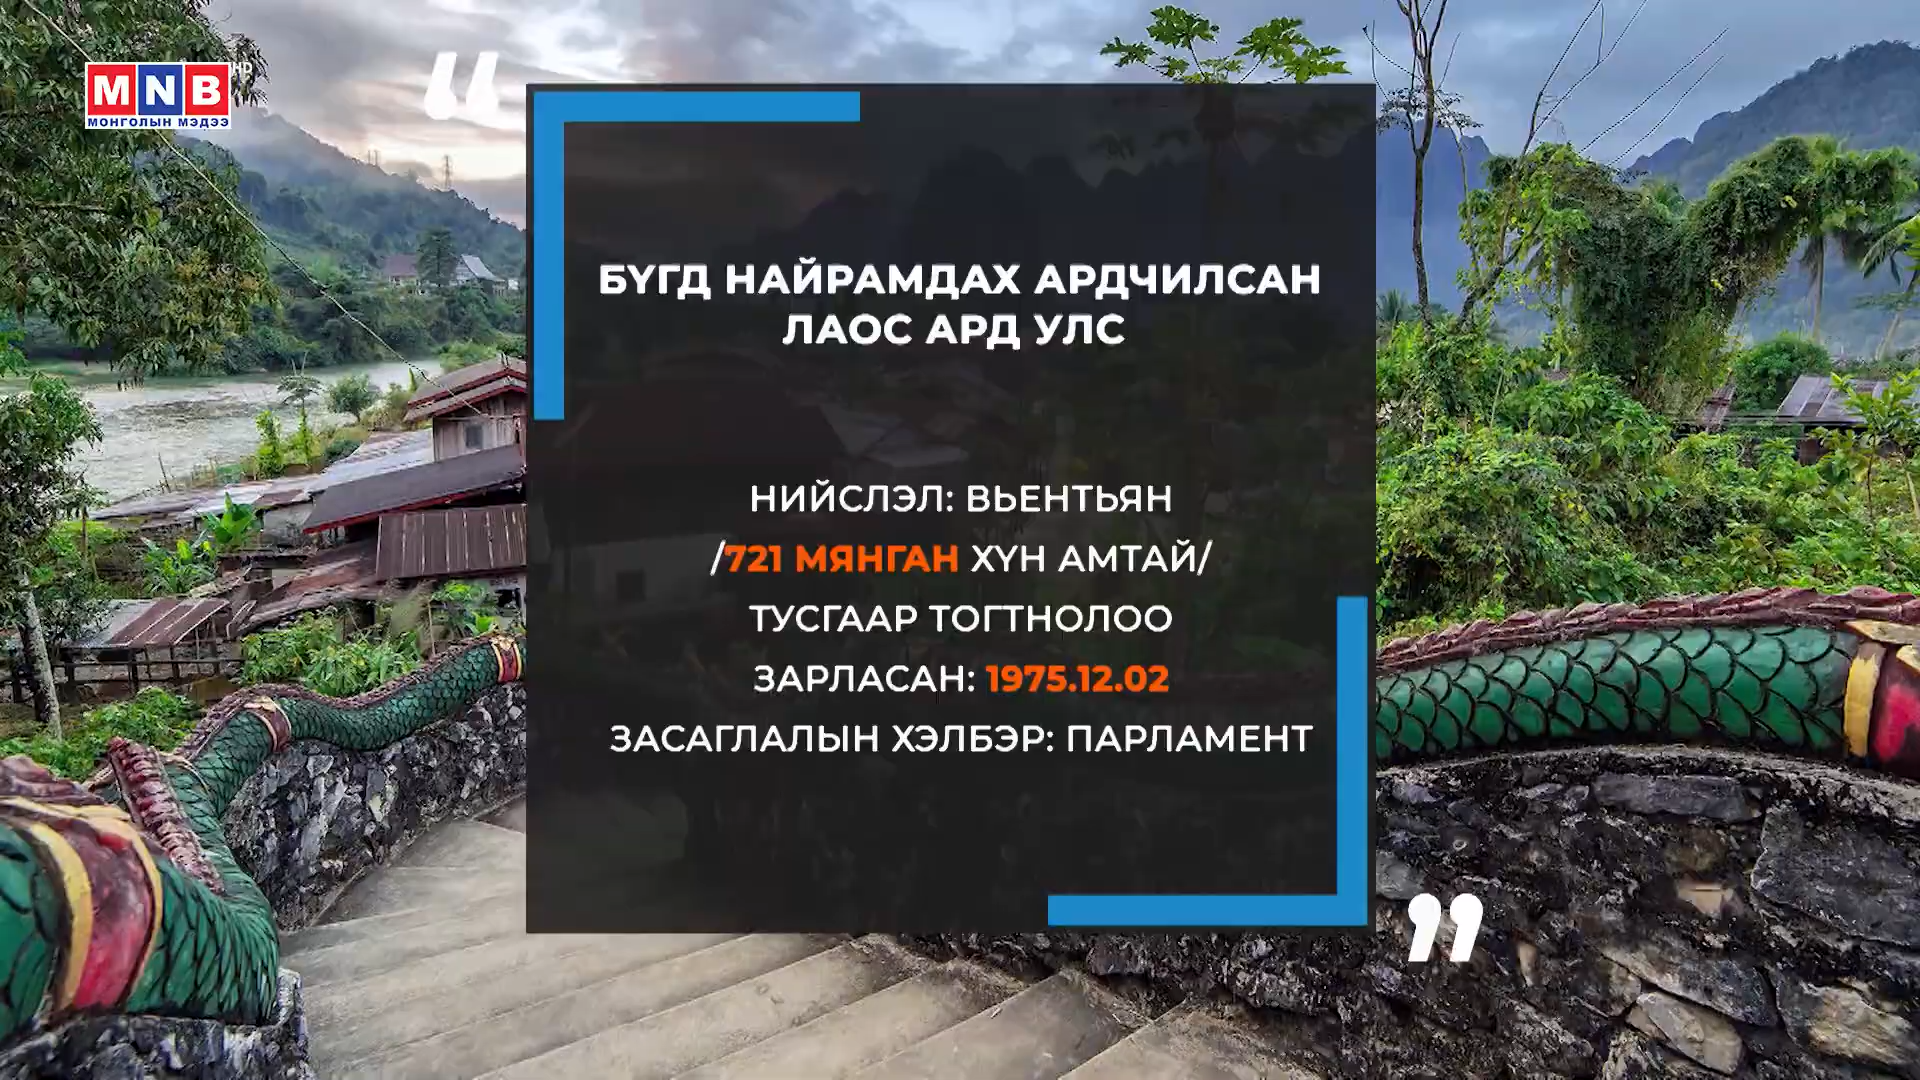 MNB
МОНГОЛЫН МЭДЭЭ
HD
БҮГД НАЙРАМДАХ АРДЧИЛСАН
ЛАОС АРД УЛС
НИЙСЛЭЛ: ВЬЕНТЬЯН
/721 МЯНГАН ХҮН АМТАЙ/
ТУСГААР ТОГТНОЛОО
ЗАРЛАСАН: 1975.12.02
ЗАСАГЛАЛЫН ХЭЛБЭР: ПАРЛАМЕНТ